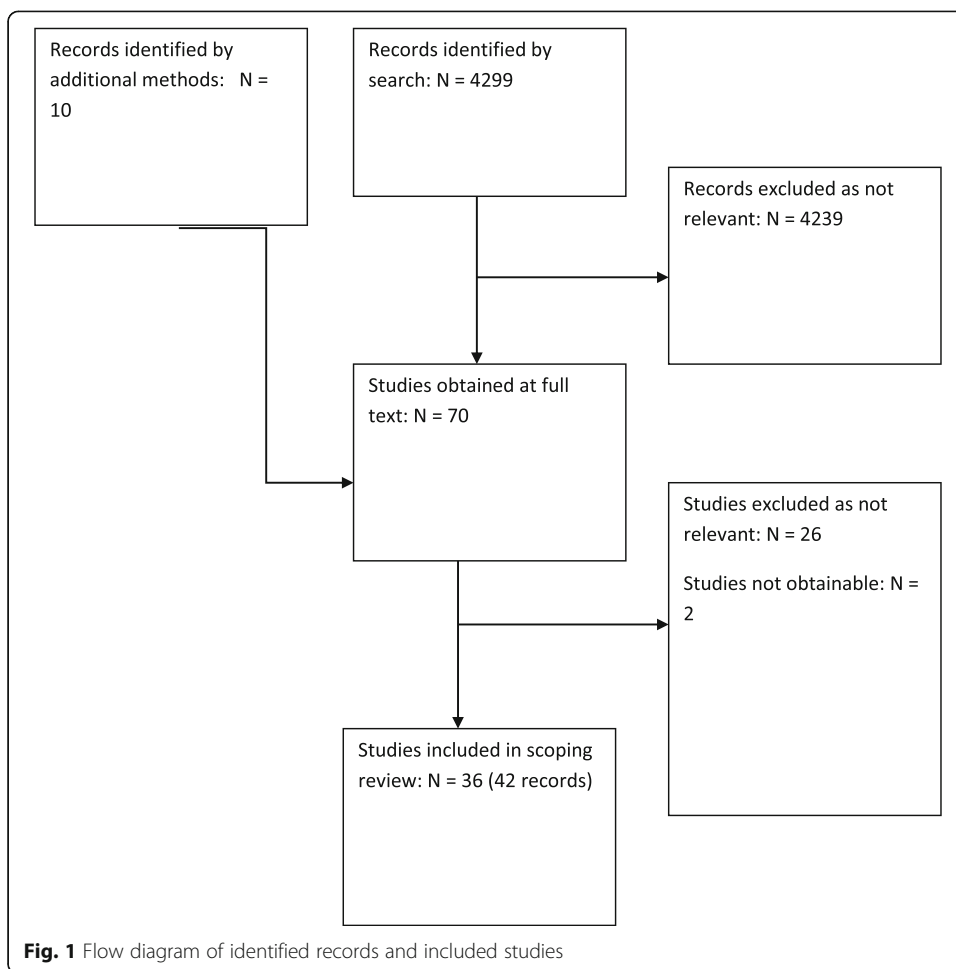 Records identified by
additional methods:   N =
10
Records identified by
search: N = 4299
Records excluded as not
relevant: N = 4239
Studies obtained at full
text: N = 70
Studies excluded as not
relevant: N = 26
Studies not obtainable: N =
2
Studies included in scoping
review: N = 36 (42 records)
Fig. 1 Flow diagram of identified records and included studies